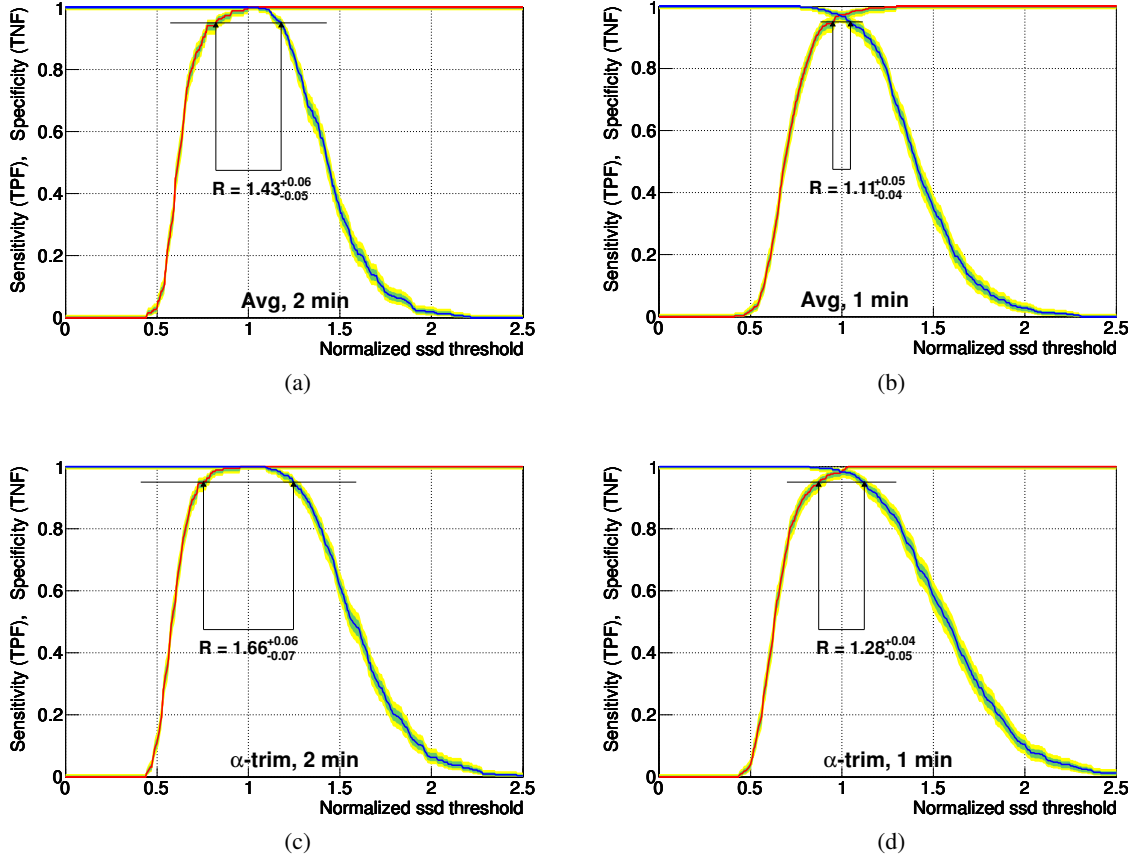 Sensitivity (TPF), Specificity (TNF)
1
0.8
0.6
0.4
0.2
0
R = 1.43 +0.06 -0.05
Avg, 2 min
0 0.5 1 1.5 2 2.5
Normalized ssd threshold
(a)
Sensitivity (TPF), Specificity (TNF)
1
0.8
0.6
0.4
0.2
0
R = 1.11 +0.05 -0.04
Avg, 1 min
0 0.5 1 1.5 2 2.5
Normalized ssd threshold
(b)
Sensitivity (TPF), Specificity (TNF)
1
0.8
0.6
0.4
0.2
0
R = 1.66 +0.06 -0.07
α-trim, 2 min
0 0.5 1 1.5 2 2.5
Normalized ssd threshold
(c)
Sensitivity (TPF), Specificity (TNF)
1
0.8
0.6
0.4
0.2
0
R = 1.28 +0.04 -0.05
α-trim, 1 min
0 0.5 1 1.5 2 2.5
Normalized ssd threshold
(d)